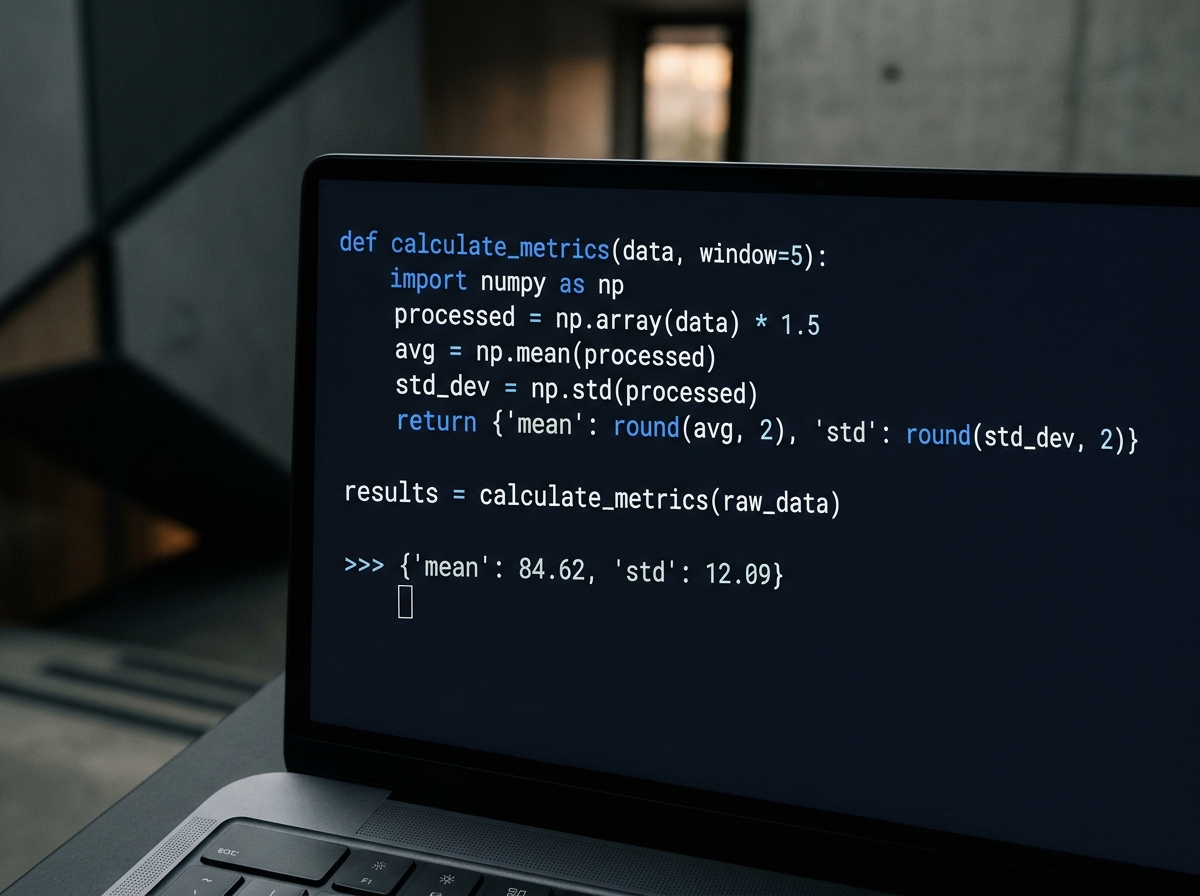 def calculate_metrics(data, window=5):
    import numpy as np
    processed = np.array(data) * 1.5
    avg = np.mean(processed)
    std_dev = np.std(processed)
    return {'mean': round(avg, 2), 'std': round(std_dev, 2)}
results = calculate_metrics(raw_data)
>>> {'mean': 84.62, 'std': 12.09}
F1